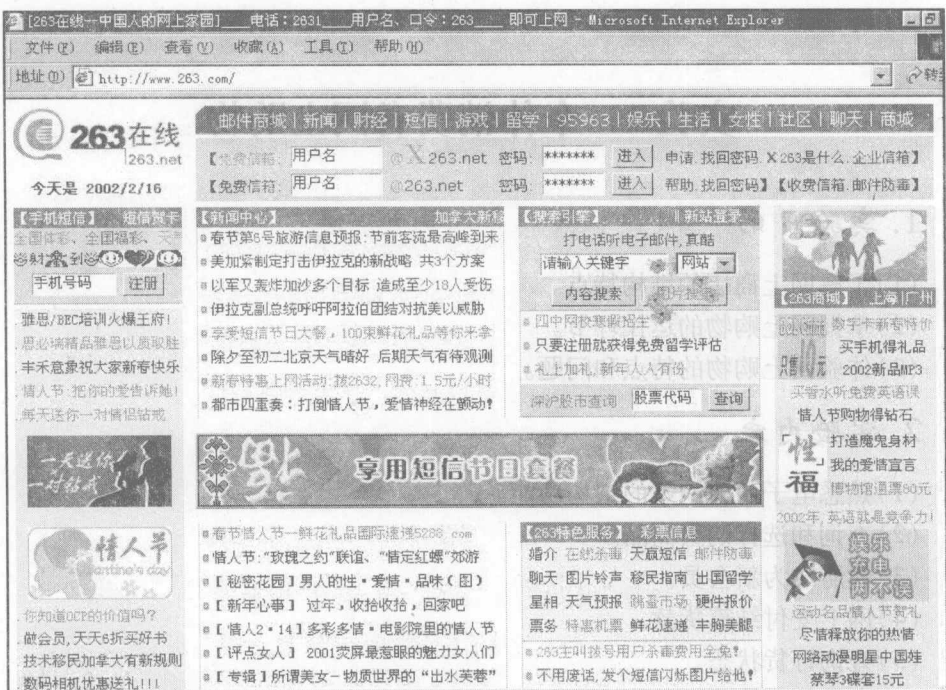 [263在线--中国人的网上家园]__电话：2631__用户名、口令：263__ 即可上网 - Microsoft Internet Explorer
文件(F) 编辑(E) 查看(V) 收藏(A) 工具(T) 帮助(H)
地址(D) http://www.263.com/ 转到
263在线
263.net
今天是 2002/2/16
邮件商城|新闻|财经|短信|游戏|留学|95963|娱乐|生活|女性|社区|聊天|商城
【免费信箱: 用户名 @X263.net 密码: ******* 进入 申请.找回密码.X263是什么.企业信箱】
【免费信箱: 用户名 @263.net 密码: ******* 进入 帮助.找回密码】【收费信箱.邮件防毒】
【手机短信】 短信贺卡
全国体彩、全国福彩、天
手机号码 注册
雅思/BEC培训火爆王府!
思必瑞精品雅思以质取胜
丰禾意象祝大家新春快乐
情人节:把你的爱告诉她!
每天送你一对情侣钻戒
一天送你
一对钻戒
情人节
Valentine's day
你知道OCP的价值吗?
做会员,天天6折买好书
技术移民加拿大有新规则
数码相机优惠送礼!!!
【新闻中心】 加拿大新
春节第6号旅游信息预报:节前客流最高峰到来
美加紧制定打击伊拉克的新战略 共3个方案
以军又轰炸加沙多个目标 造成至少18人受伤
伊拉克副总统呼吁阿拉伯团结对抗美以威胁
享受短信节日大餐，100束鲜花礼品等你来拿
除夕至初二北京天气晴好 后期天气有待观测
新春特惠上网活动:拨2632,网费:1.5元/小时
都市四重奏：打倒情人节，爱情神经在颤动!
【搜索引擎】 ||新站登录
打电话听电子邮件,真酷
请输入关键字 网站
内容搜索 图片搜索
四中网校寒假招生
只要注册就获得免费留学评估
礼上加礼,新年人人有份
沪股市查询 股票代码 查询
享用短信节日套餐
春节情人节--鲜花礼品国际速递5288.com
情人节:"玫瑰之约"联谊、"情定红螺"郊游
【秘密花园】男人的性·爱情·品味(图)
【新年心事】 过年，收拾收拾，回家吧
【情人2·14】多彩多情·电影院里的情人节
【评点女人】 2001荧屏最惹眼的魅力女人们
【专辑】所谓美女-物质世界的"出水芙蓉"
【263特色服务】 彩票信息
婚介 在线杀毒 天赢短信 邮件防毒
聊天 图片铃声 移民指南 出国留学
星相 天气预报 跳蚤市场 硬件报价
票务 特惠机票 鲜花速递 丰胸美腿
263主叫拨号用户杀毒费用全免!
不用废话,发个短信闪烁图片给他!
【263商城】 上海|广州
只售10元
数字卡新春特价
买手机得礼品
2002新品MP3
买香水听免费英语课
情人节购物得钻石
「性」福
打造魔鬼身材
我的爱情宣言
博物馆通票80元
2002年,英语就是竞争力!
娱乐
充电
两不误
运动名品情人节贺礼
尽情释放你的热情
网络动漫明星中国娃
蔡琴3碟套15元